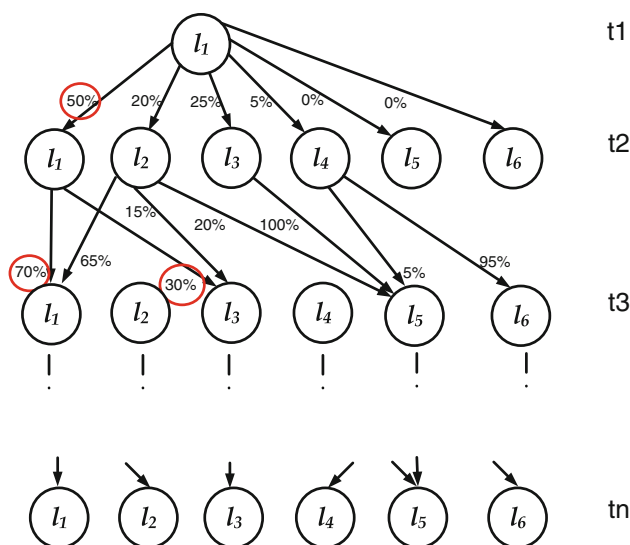 l1 t1
50% 20% 25% 5% 0% 0%
l1 l2 l3 l4 l5 l6 t2
15% 20% 100%
70% 65% 30% 5% 95%
l1 l2 l3 l4 l5 l6 t3
l1 l2 l3 l4 l5 l6 tn